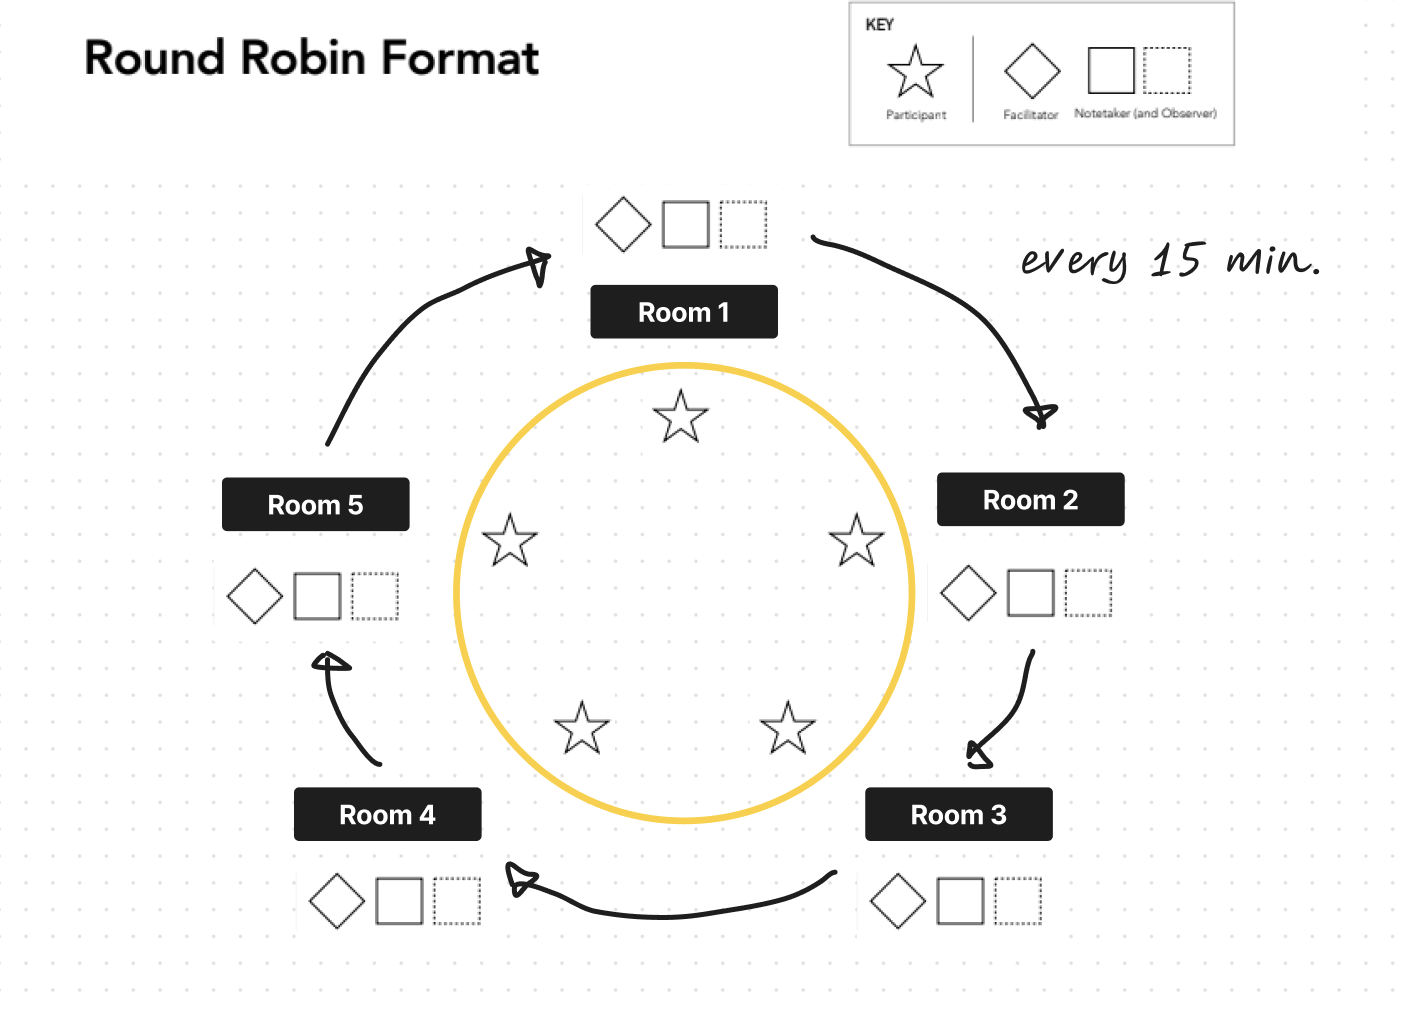 Round Robin Format
KEY
Participant
Facilitator
Notetaker (and Observer)
every 15 min.
Room 1
Room 5
Room 2
Room 4
Room 3